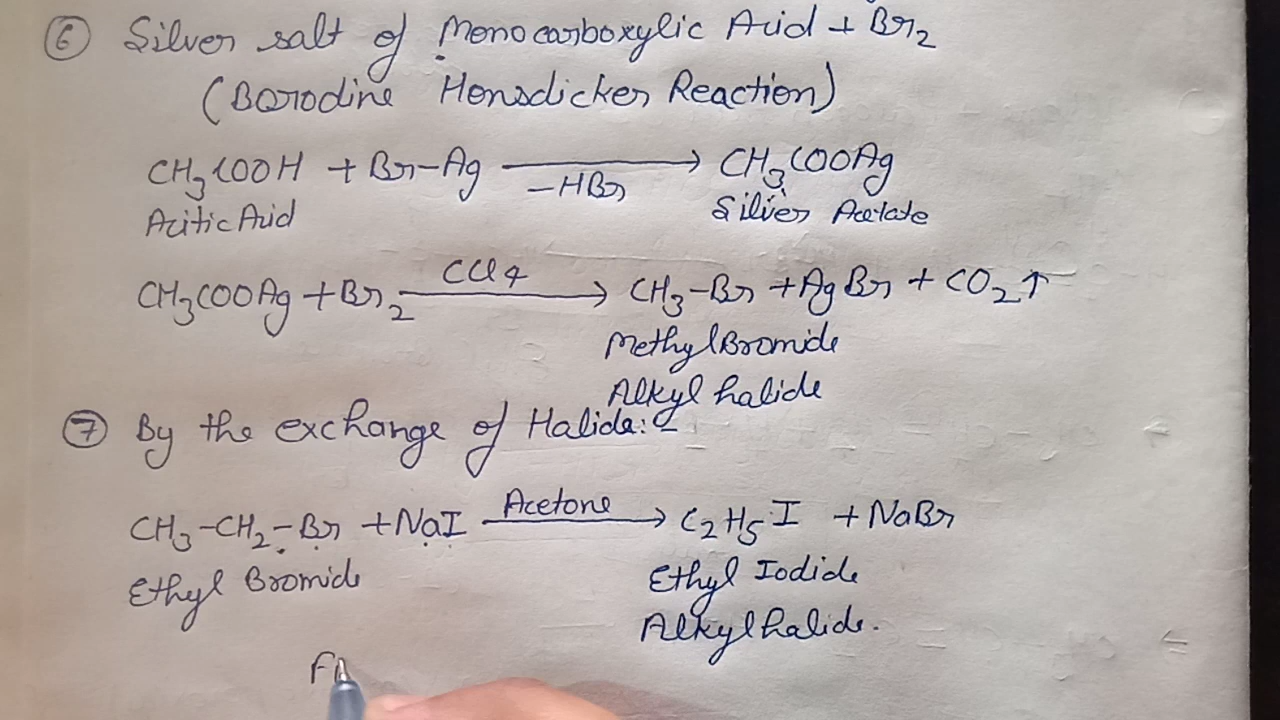 ⑥ Silver salt of Monocarboxylic Acid + Br₂
(Borodine Hunsdicker Reaction)
CH₃COOH + Br-Ag → CH₃COOAg
-HBr
Acitic Acid Silver Acetate
CCl4
CH₃COOAg + Br₂ → CH₃-Br + AgBr + CO₂↑
Methyl Bromide
Alkyl halide
⑦ By the exchange of Halide:-
Acetone
CH₃-CH₂-Br + NaI → C₂H₅I + NaBr
Ethyl Bromide Ethyl Iodide
Alkyl halide.